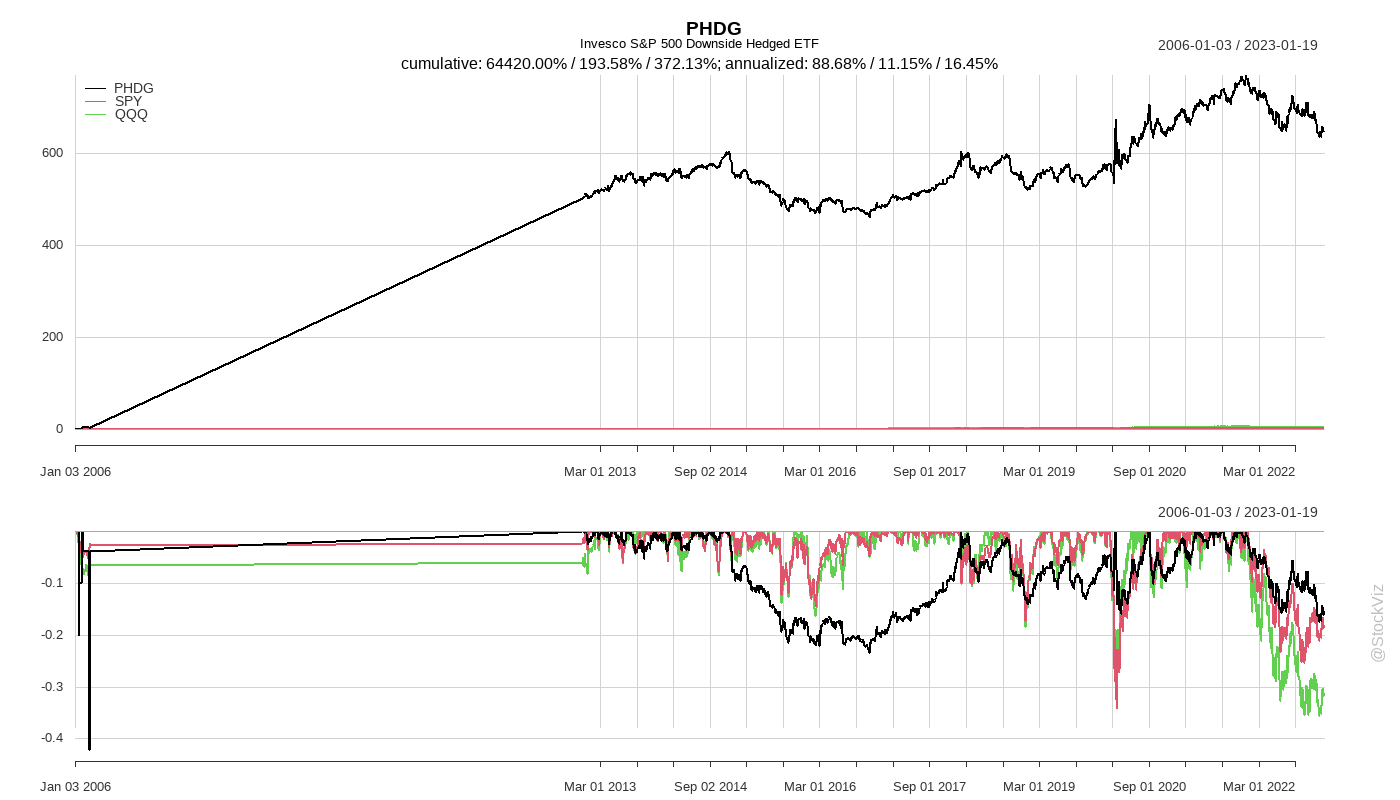 PHDG
Invesco S&P 500 Downside Hedged ETF
2006-01-03 / 2023-01-19
cumulative: 64420.00% / 193.58% / 372.13%; annualized: 88.68% / 11.15% / 16.45%
PHDG
SPY
QQQ
600
400
200
0
Jan 03 2006 Mar 01 2013 Sep 02 2014 Mar 01 2016 Sep 01 2017 Mar 01 2019 Sep 01 2020 Mar 01 2022
2006-01-03 / 2023-01-19
-0.1
-0.2
-0.3
-0.4
Jan 03 2006 Mar 01 2013 Sep 02 2014 Mar 01 2016 Sep 01 2017 Mar 01 2019 Sep 01 2020 Mar 01 2022
@StockViz